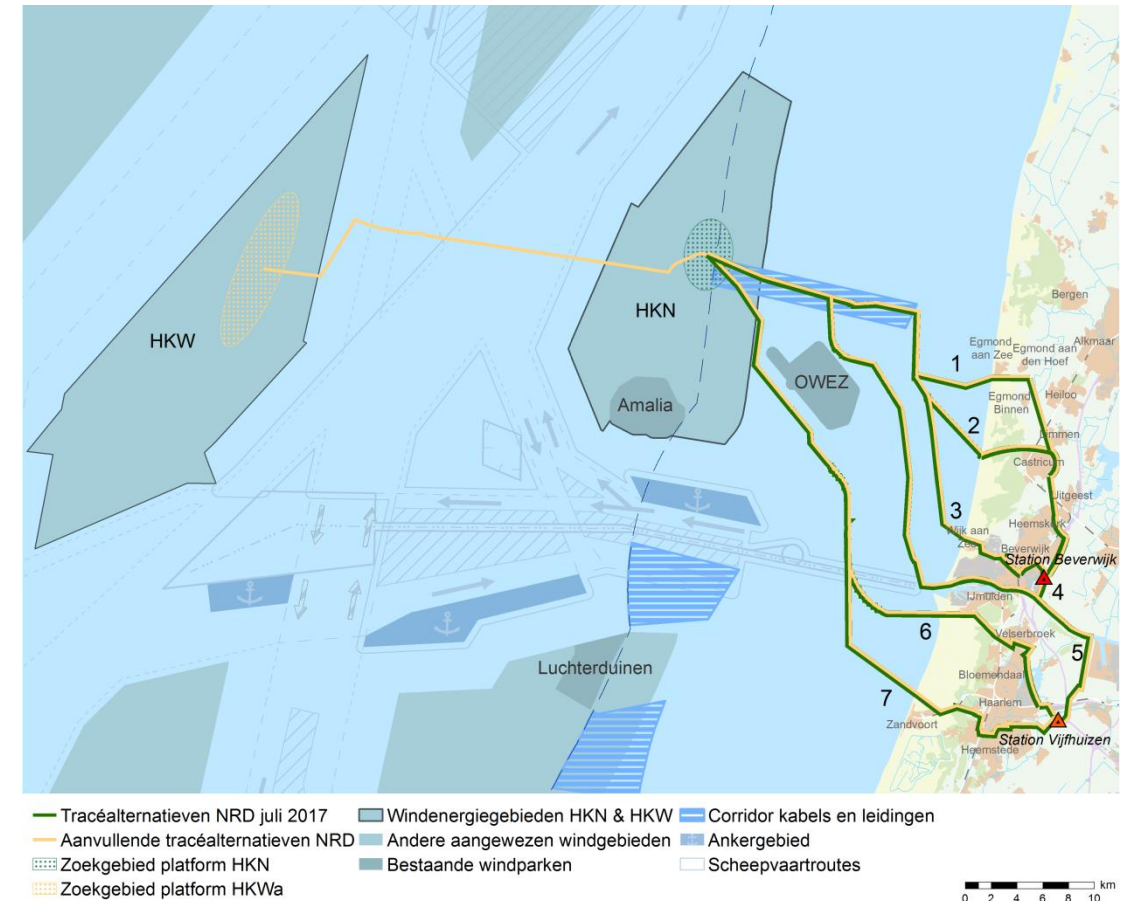 Bergen
Alkmaar
Egmond
aan Zee
Egmond aan
den Hoef
1
HKN
HKW
OWEZ
Egmond
Binnen
Heiloo
Amalia
2
Limmen
Castricum
Uitgeest
3
Heemskerk
Wijk aan
Zee
Beverwijk
Station Beverwijk
4
IJmuiden
6
Velserbroek
5
Luchterduinen
Bloemendaal
7
Haarlem
Zandvoort
Station Vijfhuizen
Heemstede
Tracéalternatieven NRD juli 2017
Aanvullende tracéalternatieven NRD
Zoekgebied platform HKN
Zoekgebied platform HKWa
Windenergiegebieden HKN & HKW
Andere aangewezen windgebieden
Bestaande windparken
Corridor kabels en leidingen
Ankergebied
Scheepvaartroutes
km
0 2 4 6 8 10